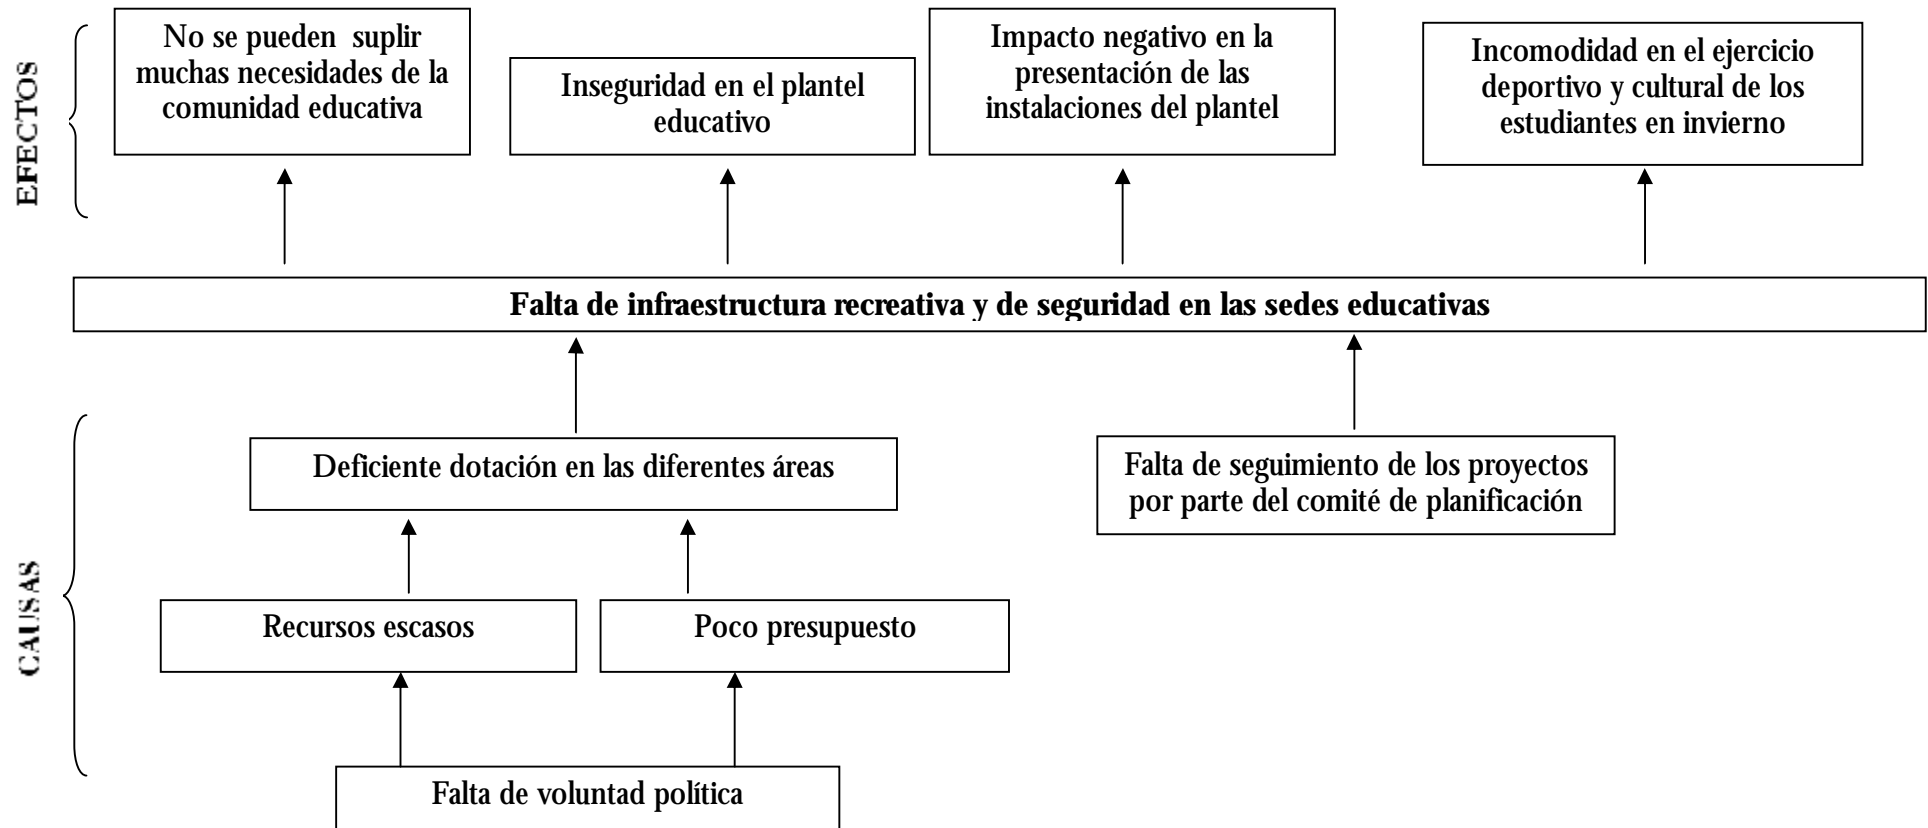 EFECTOS
No se pueden suplir
muchas necesidades de la
comunidad educativa
Inseguridad en el plantel
educativo
Impacto negativo en la
presentación de las
instalaciones del plantel
Incomodidad en el ejercicio
deportivo y cultural de los
estudiantes en invierno
Falta de infraestructura recreativa y de seguridad en las sedes educativas
CAUSAS
Deficiente dotación en las diferentes áreas
Falta de seguimiento de los proyectos
por parte del comité de planificación
Recursos escasos
Poco presupuesto
Falta de voluntad política